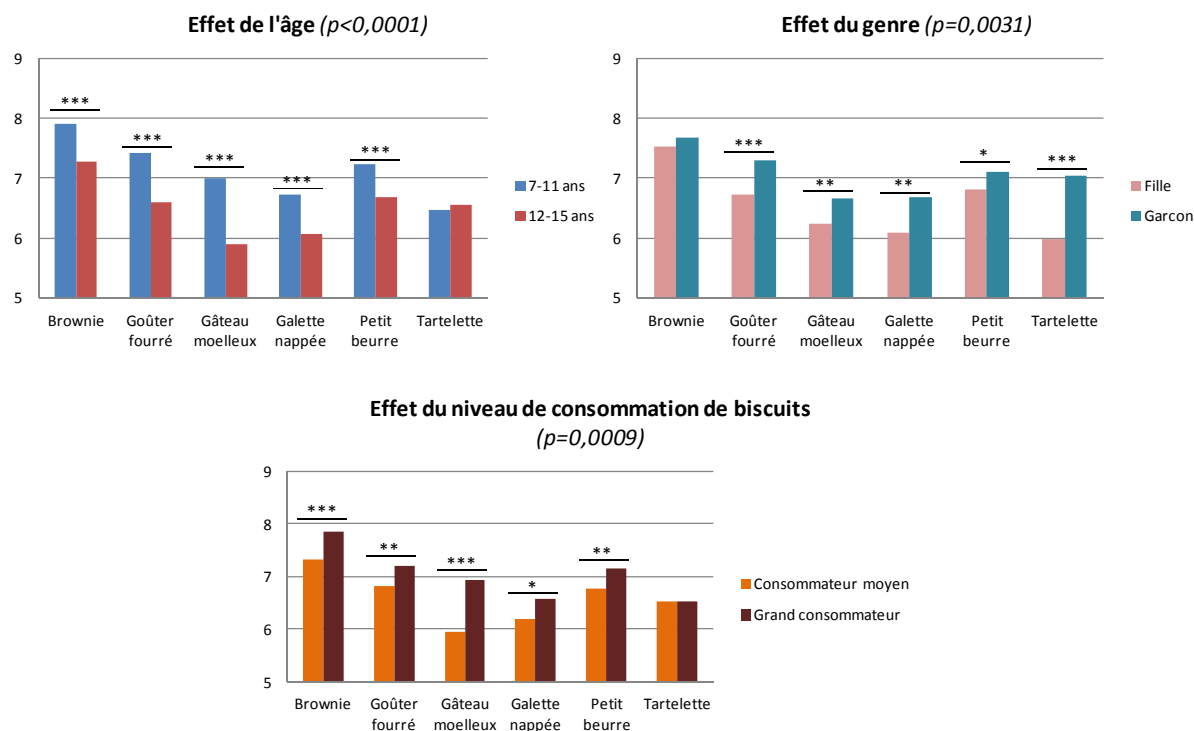 Effet de l'âge (p<0,0001)
9
8
7
6
5
***
***
***
***
***
Brownie
Goûter
fourré
Gâteau
moelleux
Galette
nappée
Petit
beurre
Tartelette
7-11 ans
12-15 ans
Effet du genre (p=0,0031)
9
8
7
6
5
***
**
**
*
***
Brownie
Goûter
fourré
Gâteau
moelleux
Galette
nappée
Petit
beurre
Tartelette
Fille
Garcon
Effet du niveau de consommation de biscuits
(p=0,0009)
9
8
7
6
5
***
**
***
*
**
Brownie
Goûter
fourré
Gâteau
moelleux
Galette
nappée
Petit
beurre
Tartelette
Consommateur moyen
Grand consommateur